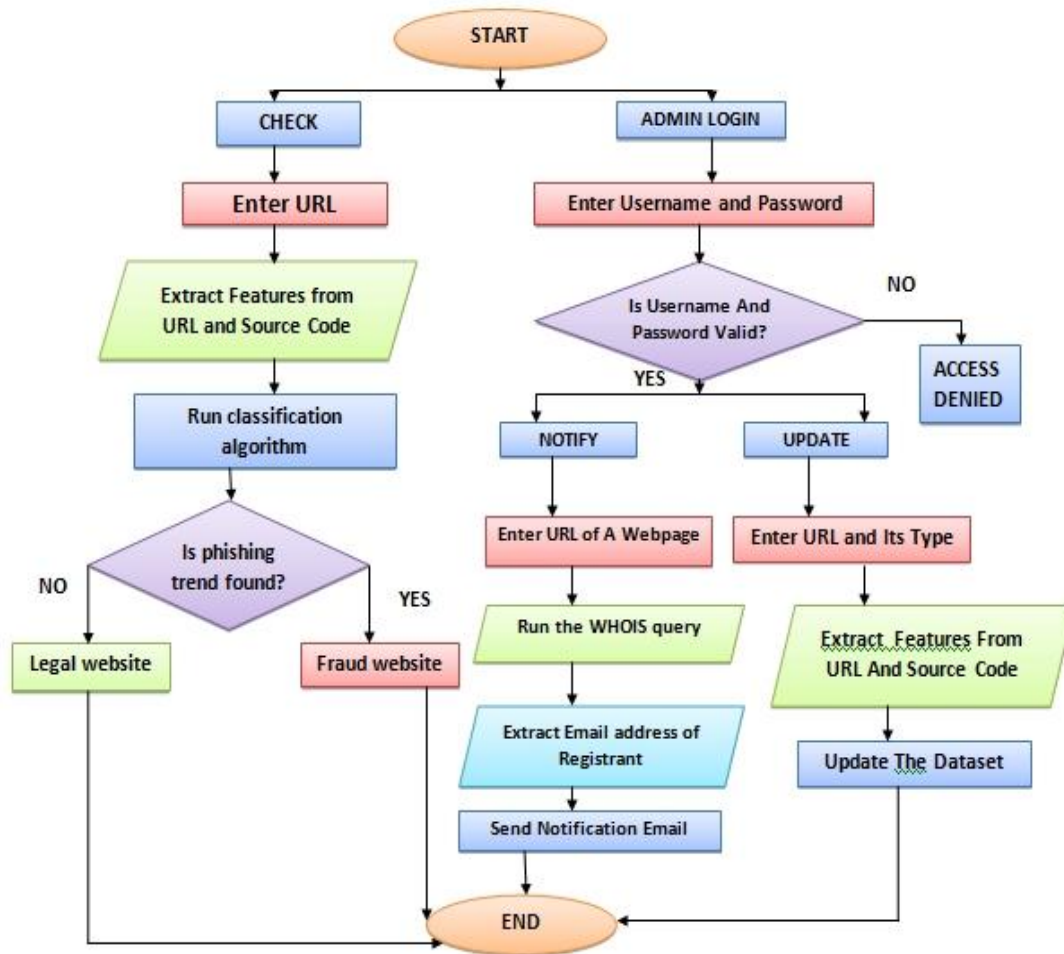 START
CHECK
ADMIN LOGIN
Enter URL
Enter Username and Password
Extract Features from
URL and Source Code
Is Username And
Password Valid?
NO
YES
ACCESS
DENIED
Run classification
algorithm
NOTIFY
UPDATE
Is phishing
trend found?
NO
YES
Enter URL of A Webpage
Enter URL and Its Type
Legal website
Fraud website
Run the WHOIS query
Extract Features From
URL And Source Code
Extract Email address of
Registrant
Update The Dataset
Send Notification Email
END